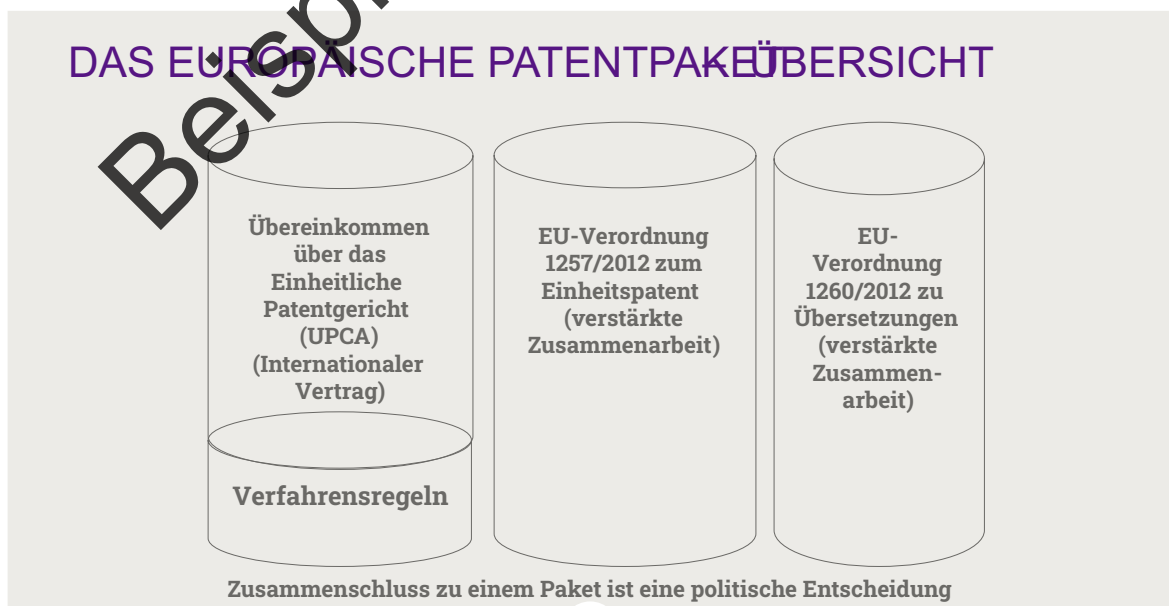 DAS EUROPÄISCHE PATENTPAKET – ÜBERSICHT
Übereinkommen
über das
Einheitliche
Patentgericht
(UPCA)
(Internationaler
Vertrag)
Verfahrensregeln
EU-Verordnung
1257/2012 zum
Einheitspatent
(verstärkte
Zusammenarbeit)
EU-
Verordnung
1260/2012 zu
Übersetzungen
(verstärkte
Zusammen-
arbeit)
Zusammenschluss zu einem Paket ist eine politische Entscheidung